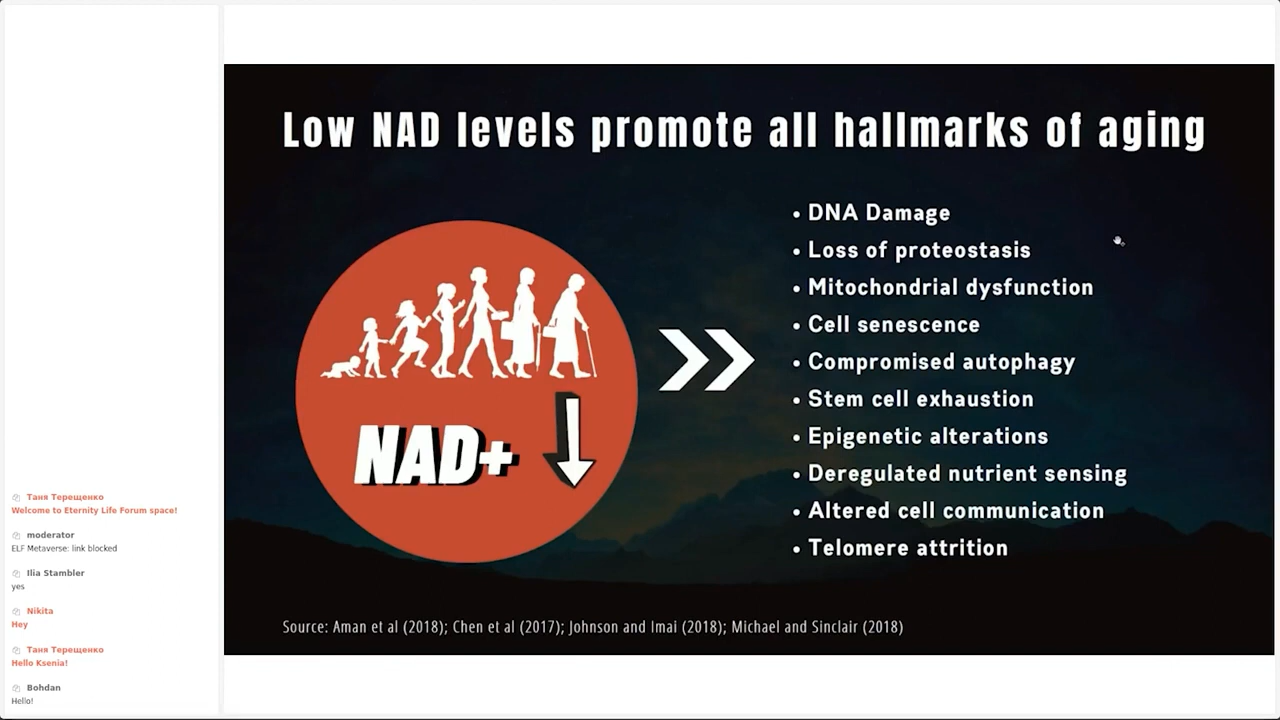 Low NAD levels promote all hallmarks of aging
NAD+
• DNA Damage
• Loss of proteostasis
• Mitochondrial dysfunction
• Cell senescence
• Compromised autophagy
• Stem cell exhaustion
• Epigenetic alterations
• Deregulated nutrient sensing
• Altered cell communication
• Telomere attrition
Source: Aman et al (2018); Chen et al (2017); Johnson and Imai (2018); Michael and Sinclair (2018)
Таня Терещенко
Welcome to Eternity Life Forum space!
moderator
ELF Metaverse: link blocked
Ilia Stambler
yes
Nikita
Hey
Таня Терещенко
Hello Ksenia!
Bohdan
Hello!